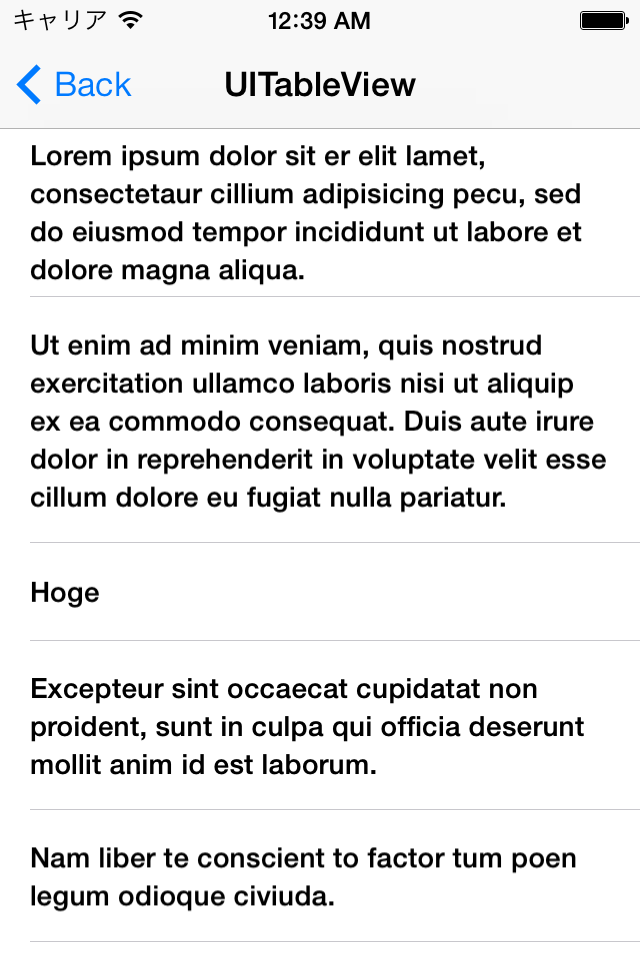 キャリア 12:39 AM
Back UITableView
Lorem ipsum dolor sit er elit lamet,
consectetaur cillium adipisicing pecu, sed
do eiusmod tempor incididunt ut labore et
dolore magna aliqua.
Ut enim ad minim veniam, quis nostrud
exercitation ullamco laboris nisi ut aliquip
ex ea commodo consequat. Duis aute irure
dolor in reprehenderit in voluptate velit esse
cillum dolore eu fugiat nulla pariatur.
Hoge
Excepteur sint occaecat cupidatat non
proident, sunt in culpa qui officia deserunt
mollit anim id est laborum.
Nam liber te conscient to factor tum poen
legum odioque civiuda.